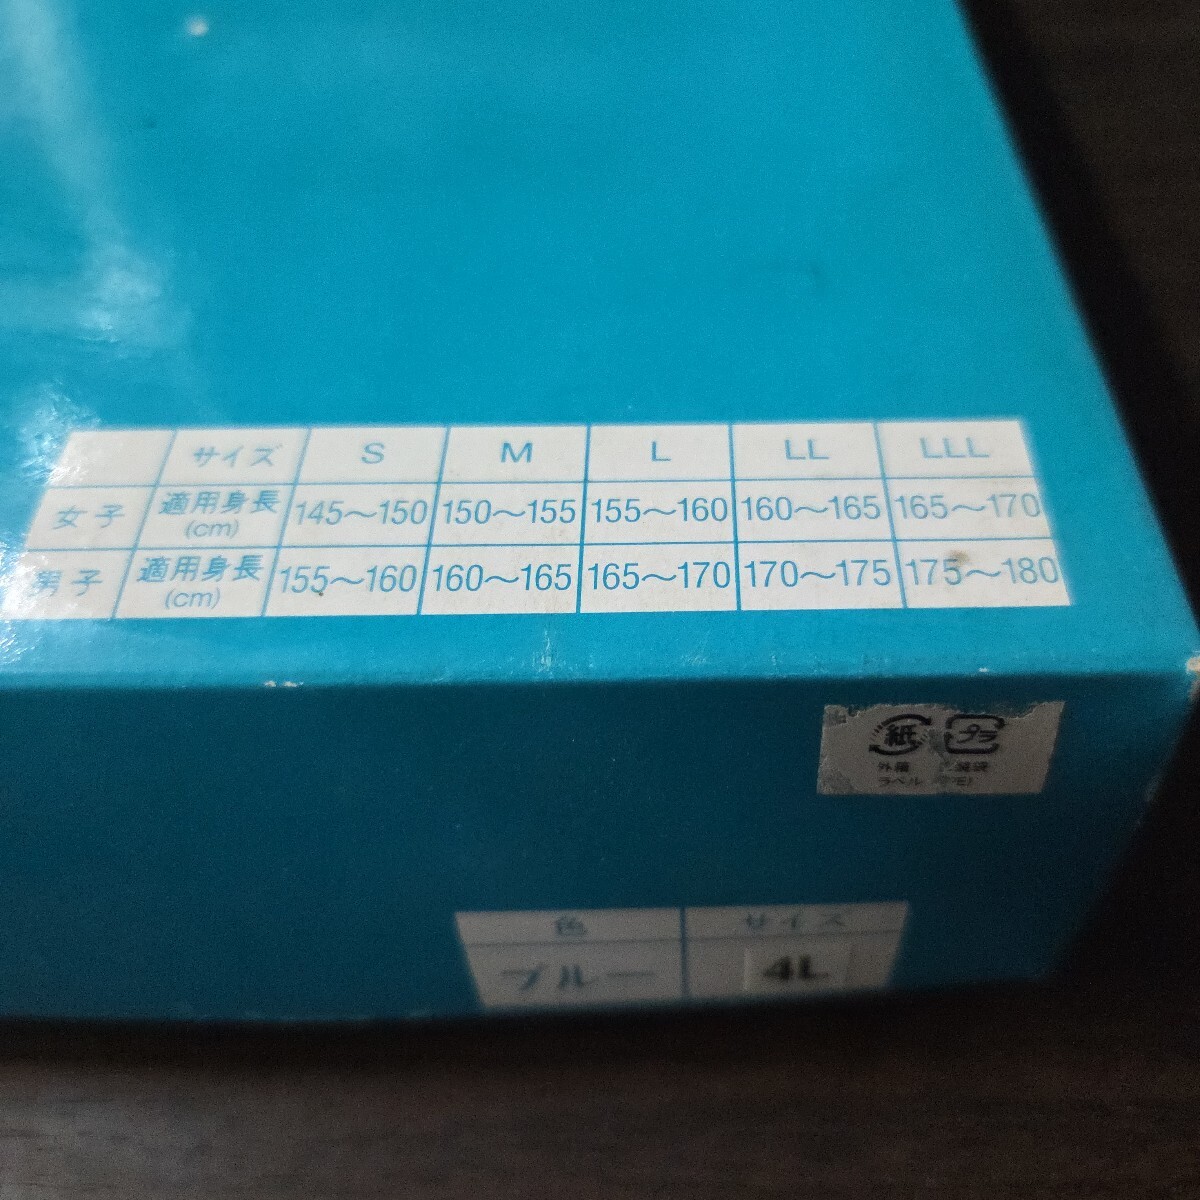 サイズ S M L LL LLL
女子 適用身長(cm) 145〜150 150〜155 155〜160 160〜165 165〜170
男子 適用身長(cm) 155〜160 160〜165 165〜170 170〜175 175〜180
紙 プラ
外箱
ラベル
色 サイズ
ブルー 4L